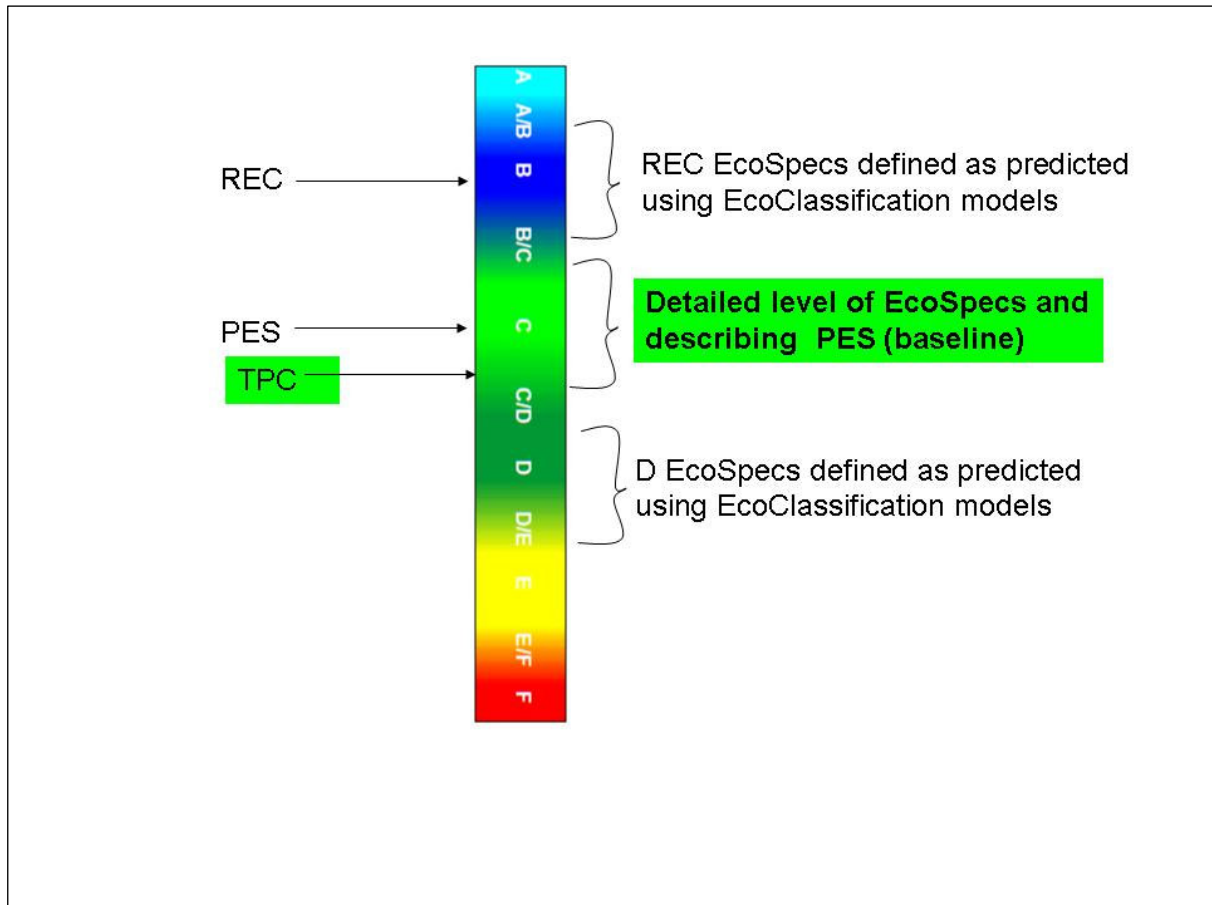 A
A/B
B
B/C
C
C/D
D
D/E
E
E/F
F
REC
PES
TPC
REC EcoSpecs defined as predicted
using EcoClassification models
Detailed level of EcoSpecs and
describing PES (baseline)
D EcoSpecs defined as predicted
using EcoClassification models